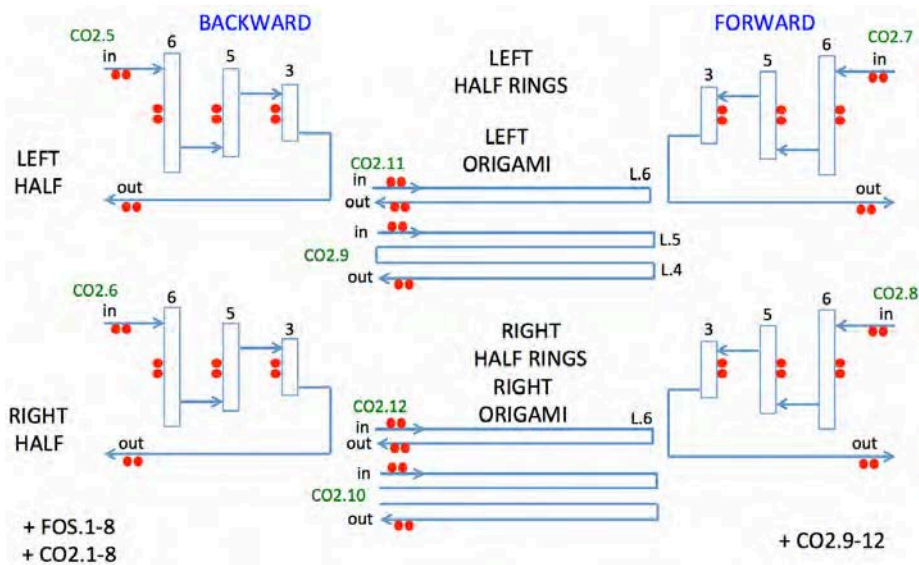 BACKWARD
FORWARD
CO2.5
in
6
5
3
LEFT
HALF RINGS
3
5
6
CO2.7
in
LEFT
HALF
out
LEFT
ORIGAMI
CO2.11
in
out
L.6
out
in
CO2.9
out
L.5
L.4
CO2.6
in
6
5
3
RIGHT
HALF RINGS
RIGHT
ORIGAMI
3
5
6
CO2.8
in
RIGHT
HALF
out
CO2.12
in
out
L.6
out
in
CO2.10
out
+ FOS.1-8
+ CO2.1-8
+ CO2.9-12